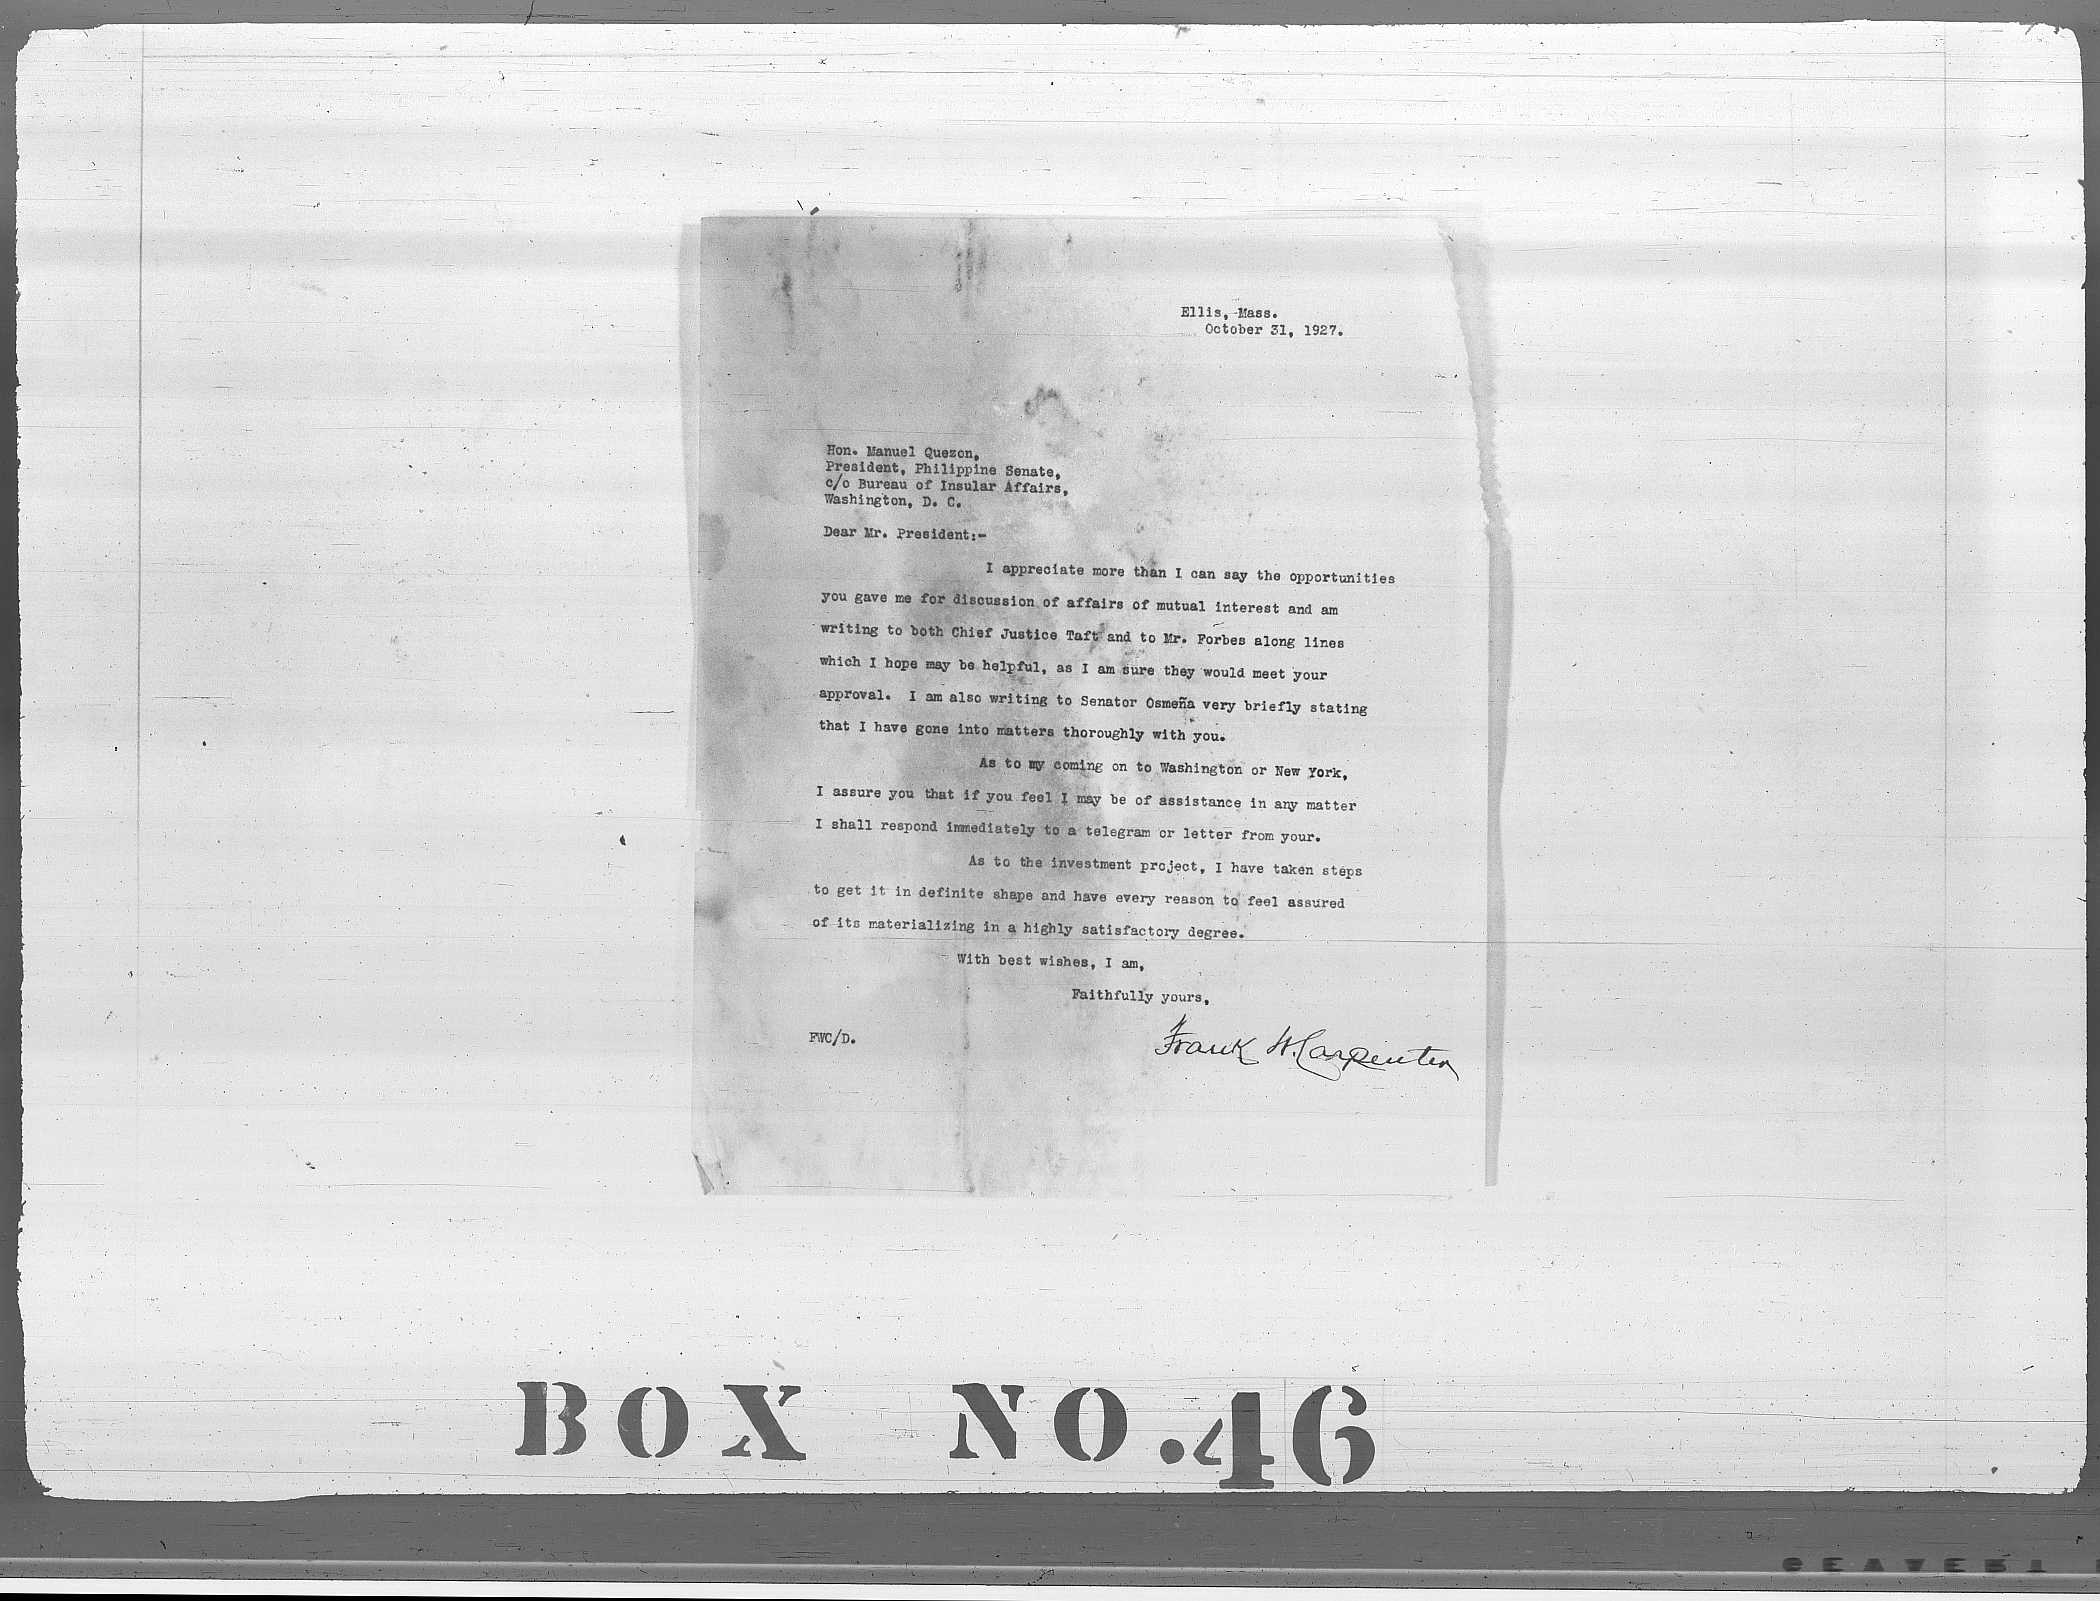 Ellis, Mass.
October 31, 1927.
Hon. Manuel Quezon,
President, Philippine Senate,
c/o Bureau of Insular Affairs,
Washington, D. C.
Dear Mr. President:-
I appreciate more than I can say the opportunities
you gave me for discussion of affairs of mutual interest and am
writing to both Chief Justice Taft and to Mr. Forbes along lines
which I hope may be helpful, as I am sure they would meet your
approval. I am also writing to Senator Osmeña very briefly stating
that I have gone into matters thoroughly with you.
As to my coming on to Washington or New York,
I assure you that if you feel I may be of assistance in any matter
I shall respond immediately to a telegram or letter from your.
As to the investment project, I have taken steps
to get it in definite shape and have every reason to feel assured
of its materializing in a highly satisfactory degree.
With best wishes, I am,
Faithfully yours,
FWC/D.
Frank W. Carpenter
BOX NO. 46